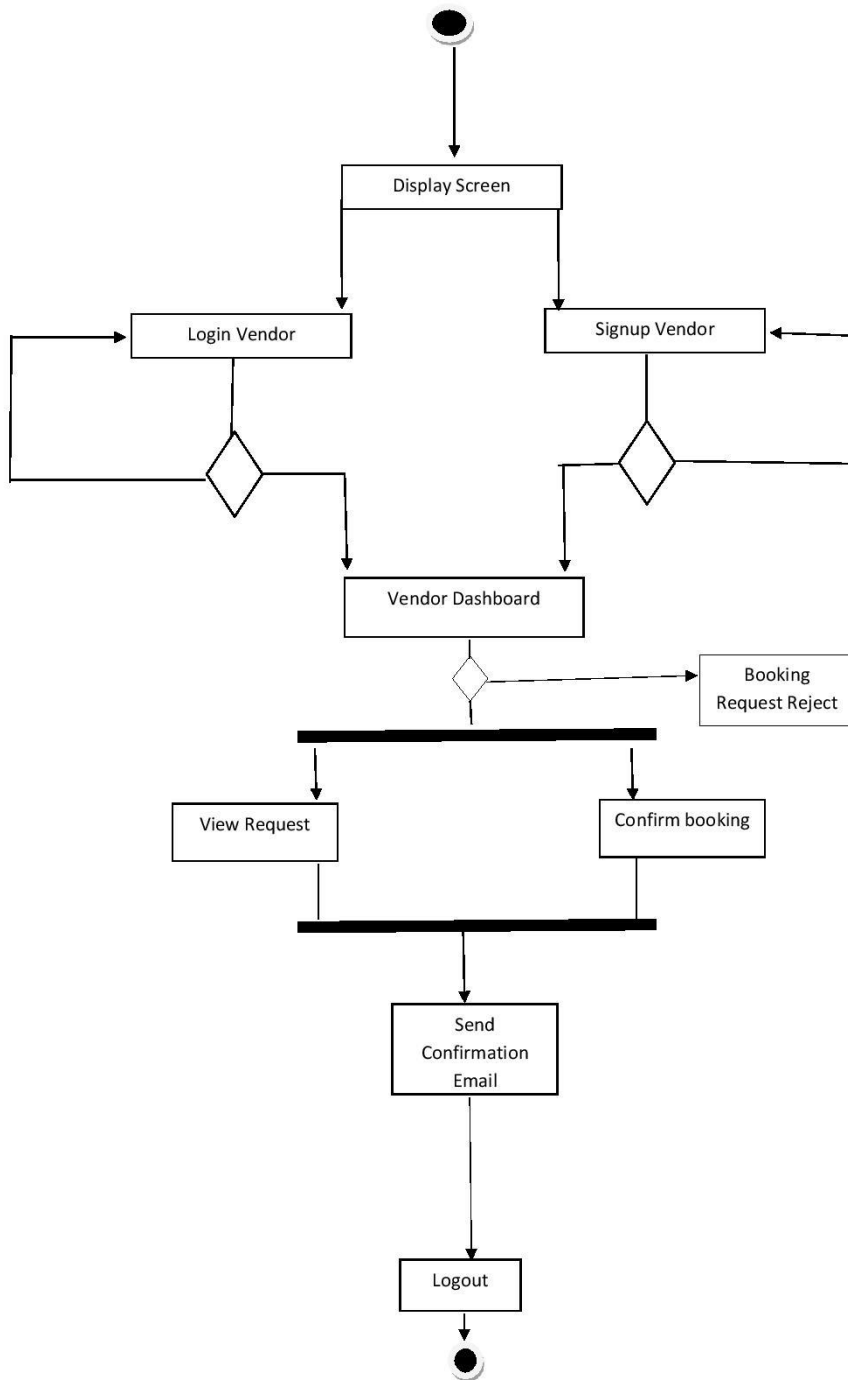 Display Screen
Login Vendor
Signup Vendor
Vendor Dashboard
Booking
Request Reject
View Request
Confirm booking
Send
Confirmation
Email
Logout